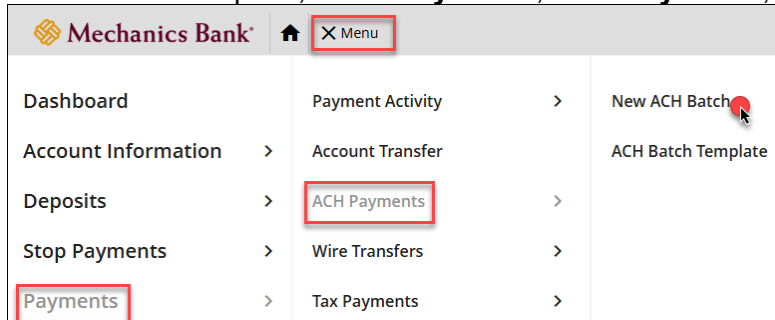 Mechanics Bank
Menu
Dashboard
Account Information
Deposits
Stop Payments
Payments
Payment Activity
Account Transfer
ACH Payments
Wire Transfers
Tax Payments
New ACH Batch
ACH Batch Template